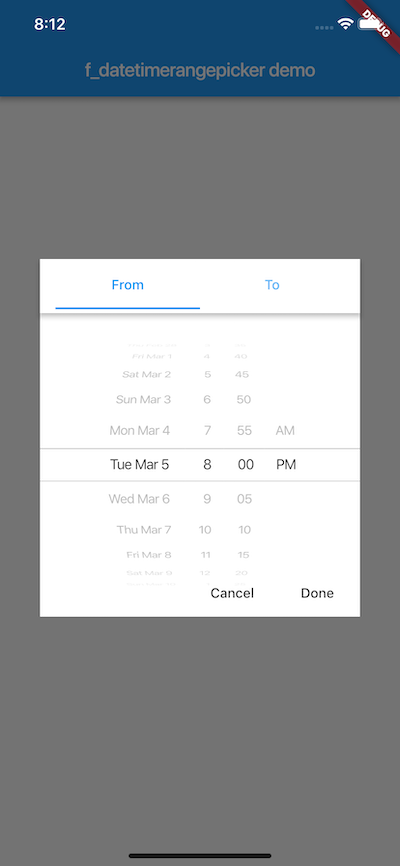 8:12
DEBUG
f_datetimerangepicker demo
From To
Fri Mar 1 4 40
Sat Mar 2 5 45
Sun Mar 3 6 50
Mon Mar 4 7 55 AM
Tue Mar 5 8 00 PM
Wed Mar 6 9 05
Thu Mar 7 10 10
Fri Mar 8 11 15
Sat Mar 9 12 20
Cancel Done